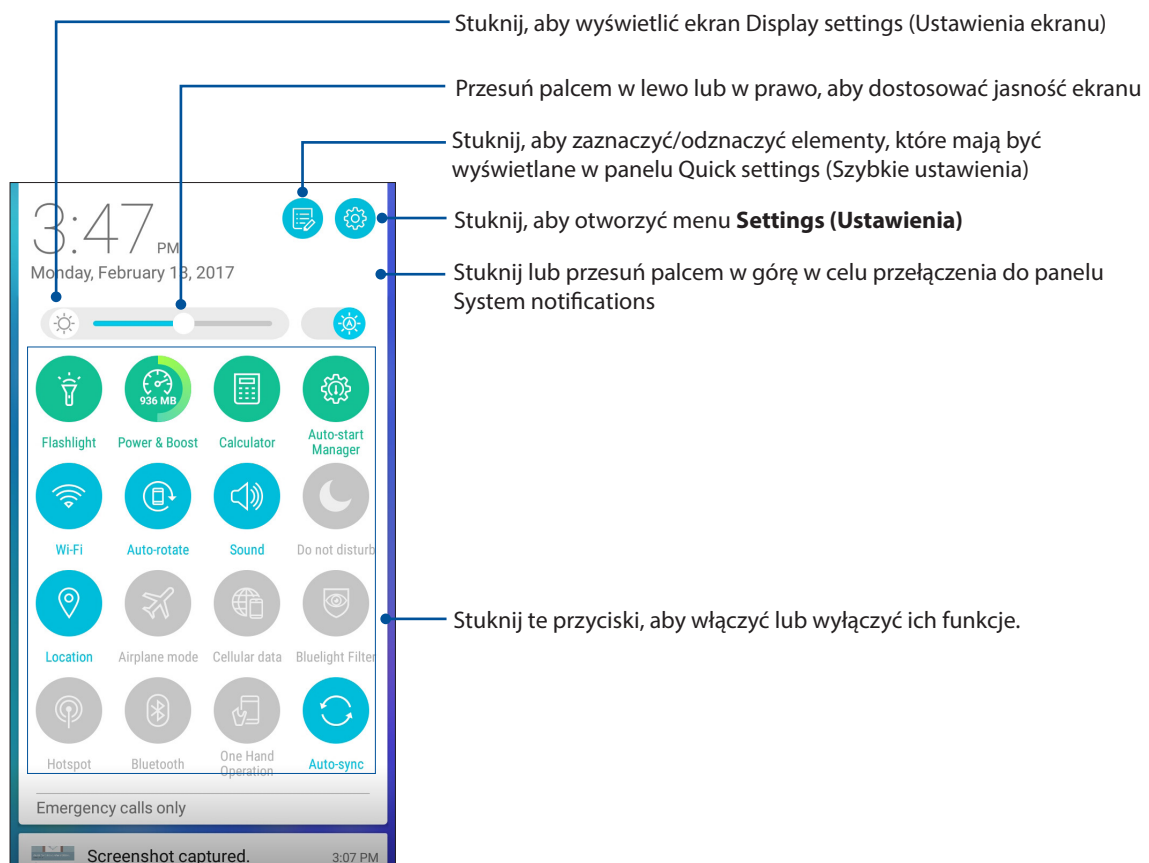 Stuknij, aby wyświetlić ekran Display settings (Ustawienia ekranu)
Przesuń palcem w lewo lub w prawo, aby dostosować jasność ekranu
Stuknij, aby zaznaczyć/odznaczyć elementy, które mają być
wyświetlane w panelu Quick settings (Szybkie ustawienia)
Stuknij, aby otworzyć menu Settings (Ustawienia)
Stuknij lub przesuń palcem w górę w celu przełączenia do panelu
System notifications
3:47 PM
Monday, February 13, 2017
936 MB
Flashlight
Power & Boost
Calculator
Auto-start
Manager
Wi-Fi
Auto-rotate
Sound
Do not disturb
Stuknij te przyciski, aby włączyć lub wyłączyć ich funkcje.
Location
Airplane mode
Cellular data
Bluelight Filter
Hotspot
Bluetooth
One Hand
Operation
Auto-sync
Emergency calls only
Screenshot captured.
3:07 PM